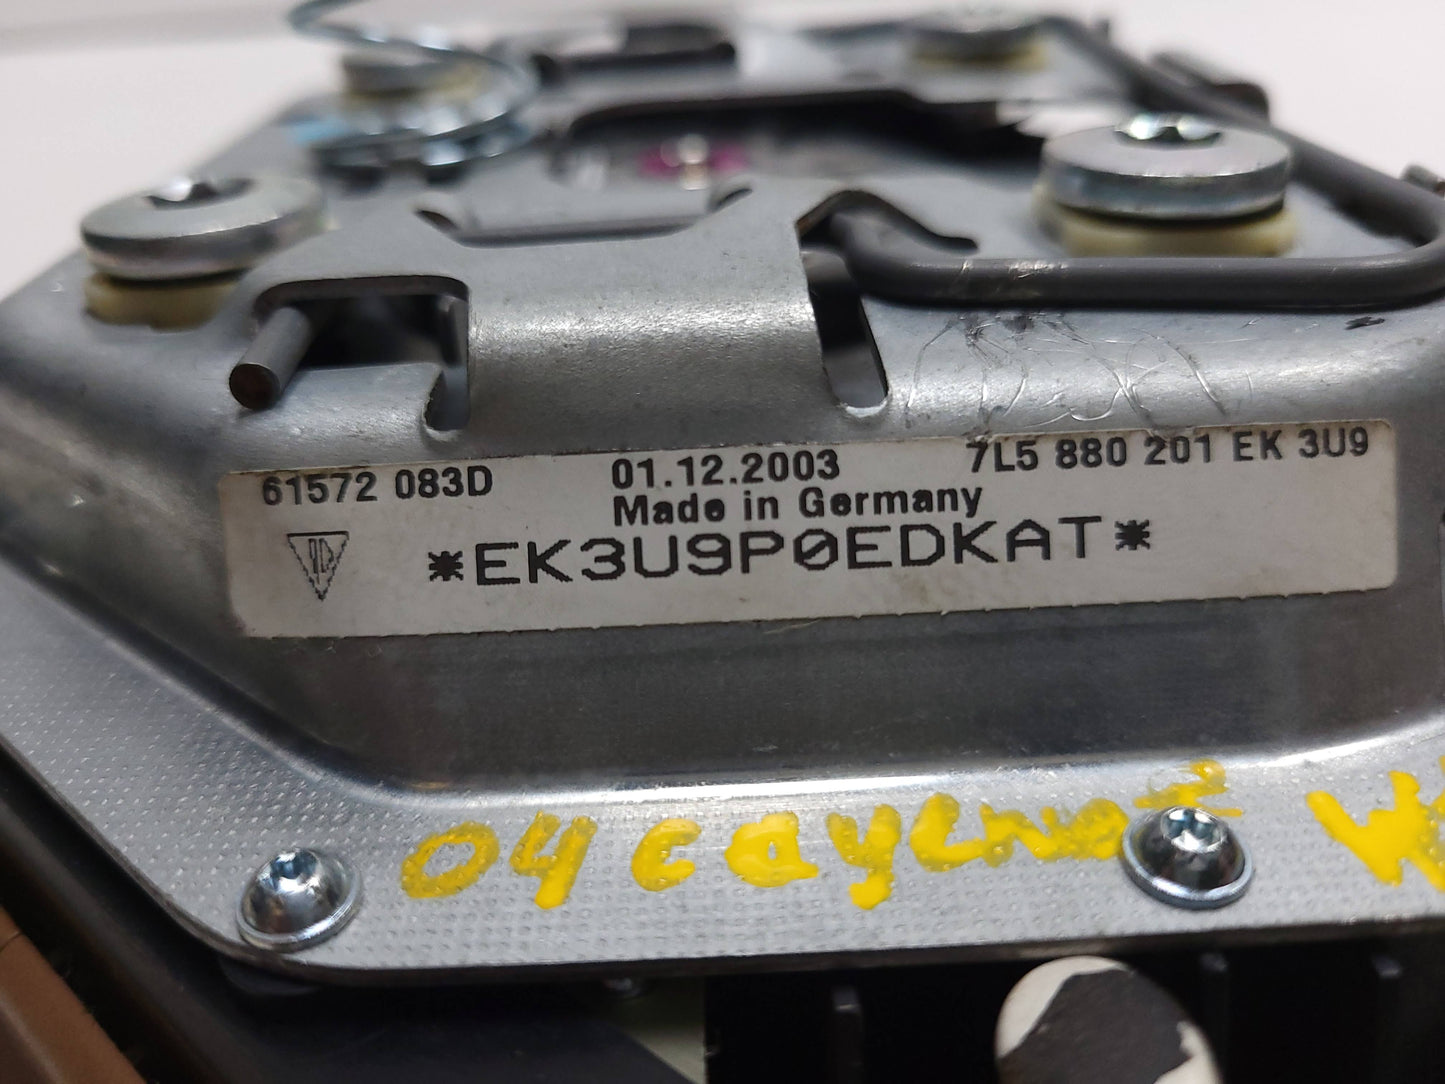 61572 083D 01.12.2003 7L5 880 201 EK 3U9
Made in Germany
*EK3U9P0EDKAT*
04 cayenne